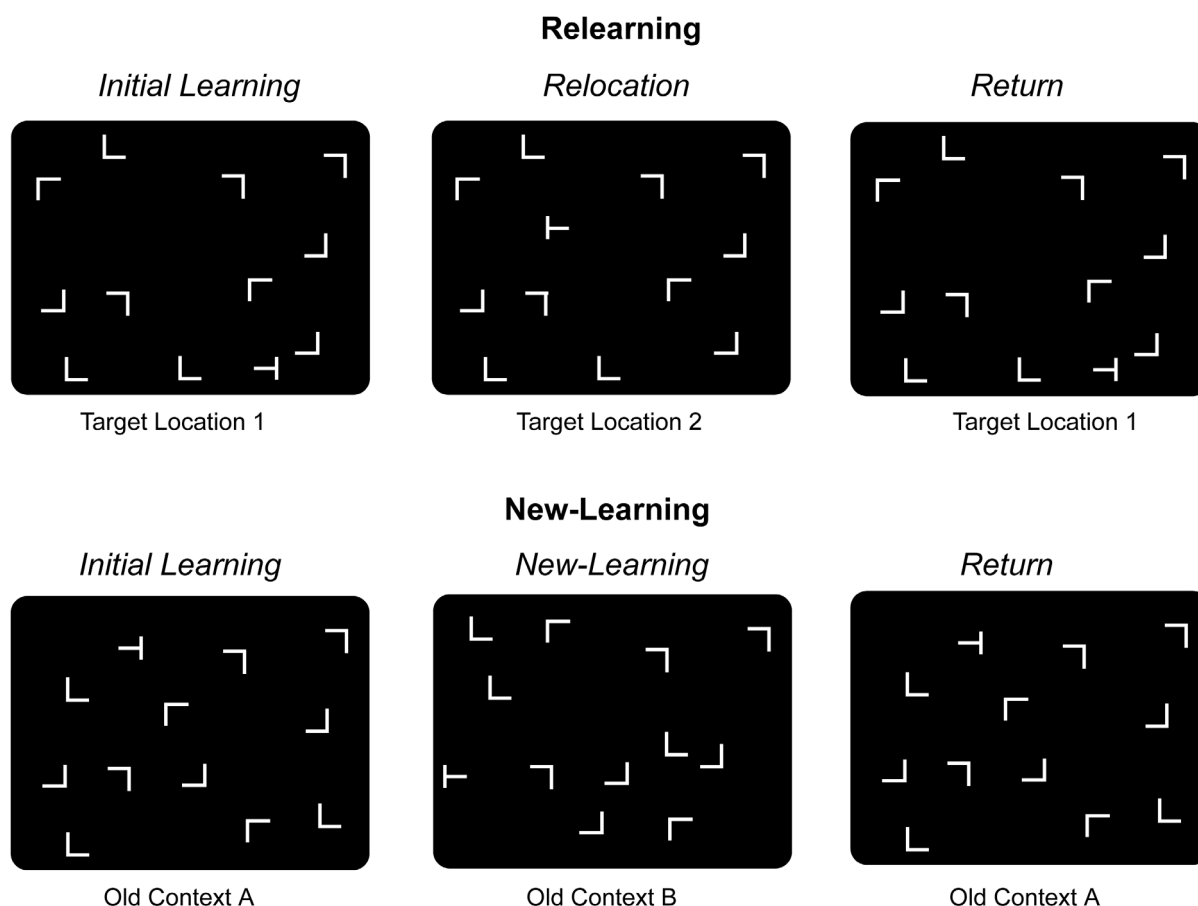 Relearning
Initial Learning
Relocation
Return
Target Location 1
Target Location 2
Target Location 1
New-Learning
Initial Learning
New-Learning
Return
Old Context A
Old Context B
Old Context A